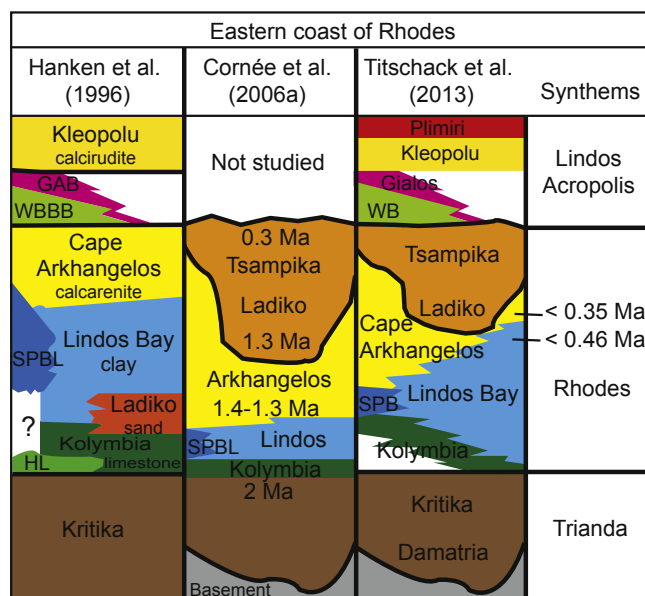 Eastern coast of Rhodes
Hanken et al.
(1996)
Cornée et al.
(2006a)
Titschack et al.
(2013)
Synthems
Kleopolu
calcirudite
GAB
WBBB
Cape
Arkhangelos
calcarenite
SPBL
Lindos Bay
clay
Ladiko
sand
?
Kolymbia
limestone
HL
Kritika
Not studied
0.3 Ma
Tsampika
Ladiko
1.3 Ma
Arkhangelos
1.4-1.3 Ma
SPBL
Lindos
Kolymbia
2 Ma
Basement
Plimiri
Kleopolu
Gialos
WB
Tsampika
Ladiko
Cape
Arkhangelos
SPB
Lindos Bay
Kolymbia
Kritika
Damatria
Lindos
Acropolis
< 0.35 Ma
< 0.46 Ma
Rhodes
Trianda